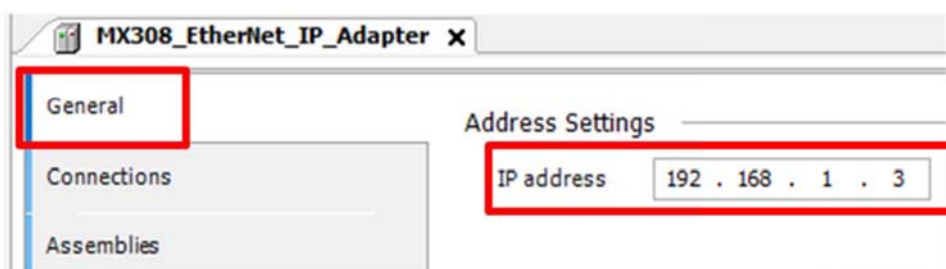 MX308_EtherNet_IP_Adapter
General
Address Settings
IP address 192 . 168 . 1 . 3
Connections
Assemblies